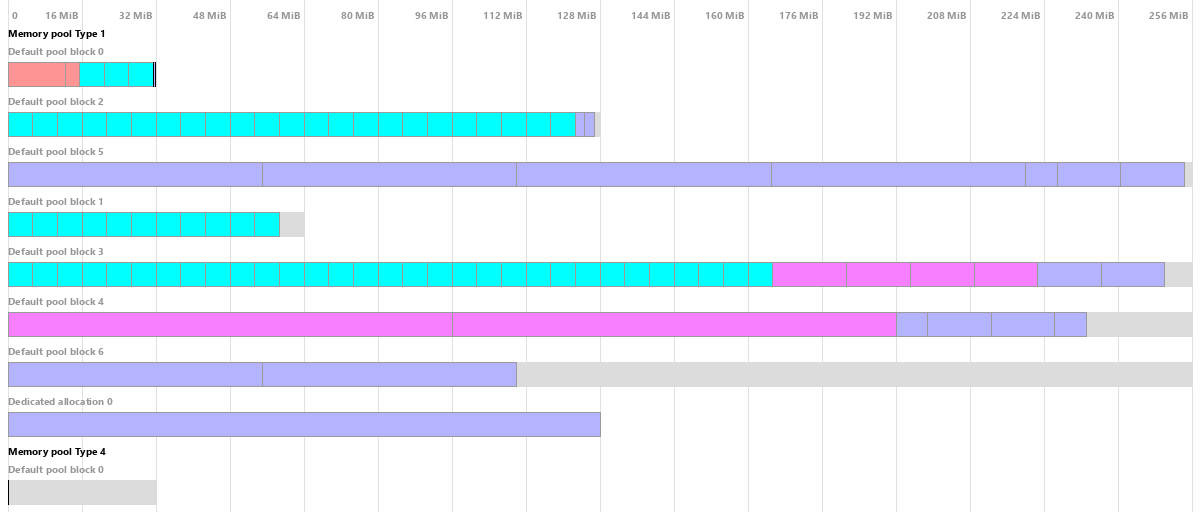 0 16 MiB 32 MiB 48 MiB 64 MiB 80 MiB 96 MiB 112 MiB 128 MiB 144 MiB 160 MiB 176 MiB 192 MiB 208 MiB 224 MiB 240 MiB 256 MiB
Memory pool Type 1
Default pool block 0
Default pool block 2
Default pool block 5
Default pool block 1
Default pool block 3
Default pool block 4
Default pool block 6
Dedicated allocation 0
Memory pool Type 4
Default pool block 0